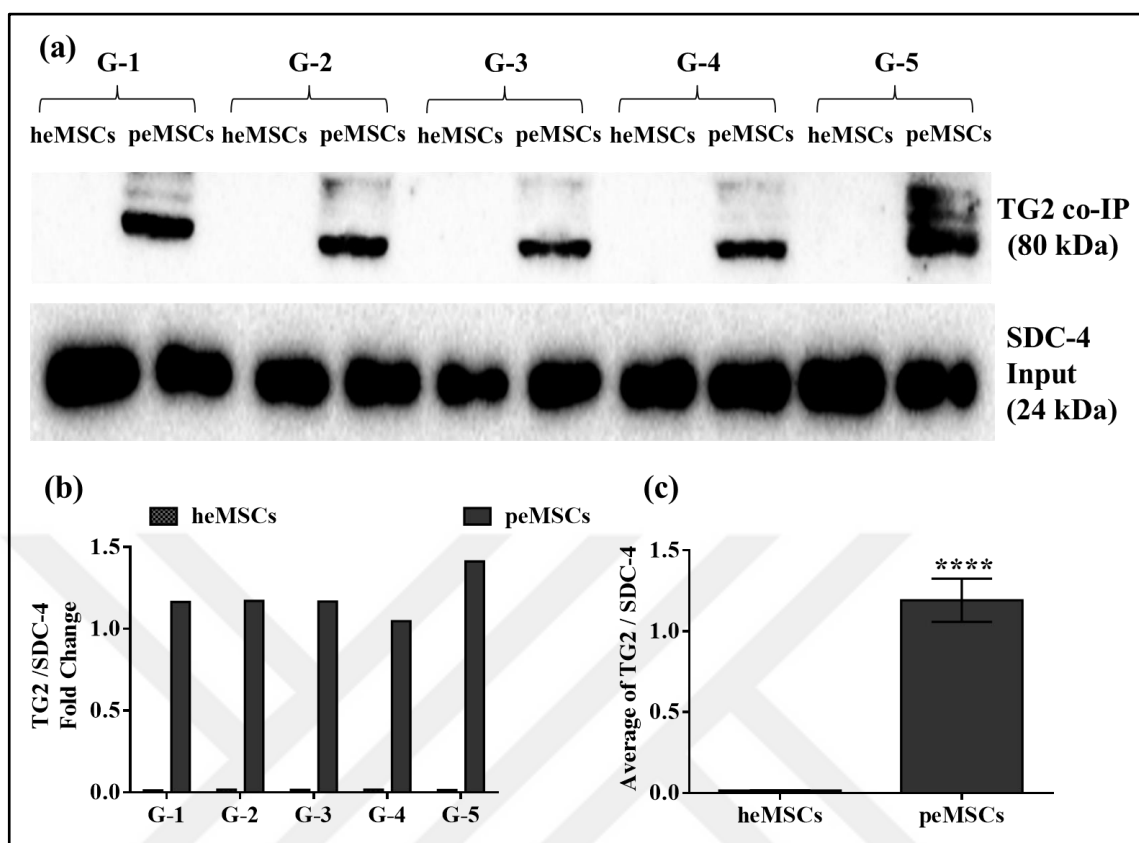 (a)
G-1 G-2 G-3 G-4 G-5
heMSCs peMSCs heMSCs peMSCs heMSCs peMSCs heMSCs peMSCs heMSCs peMSCs
TG2 co-IP
(80 kDa)
SDC-4
Input
(24 kDa)
(b)
heMSCs peMSCs
TG2 /SDC-4
Fold Change
1.5
1.0
0.5
0.0
G-1 G-2 G-3 G-4 G-5
(c)
Average of TG2 / SDC-4
1.5
1.0
0.5
0.0
****
heMSCs peMSCs